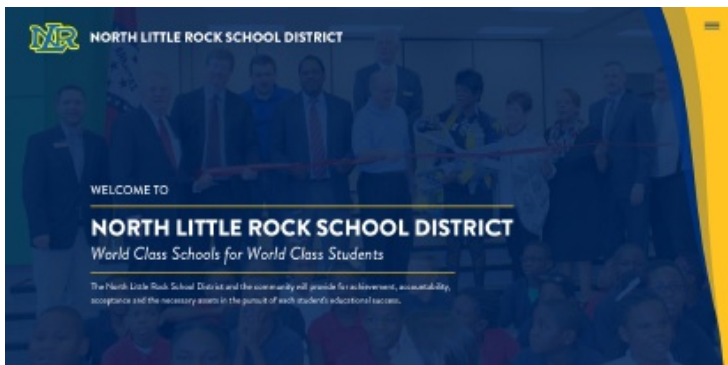 NLR
NORTH LITTLE ROCK SCHOOL DISTRICT
WELCOME TO
NORTH LITTLE ROCK SCHOOL DISTRICT
World Class Schools for World Class Students
The North Little Rock School District and the community will provide for achievement, accountability,
acceptance and the necessary assets in the pursuit of each student's educational success.